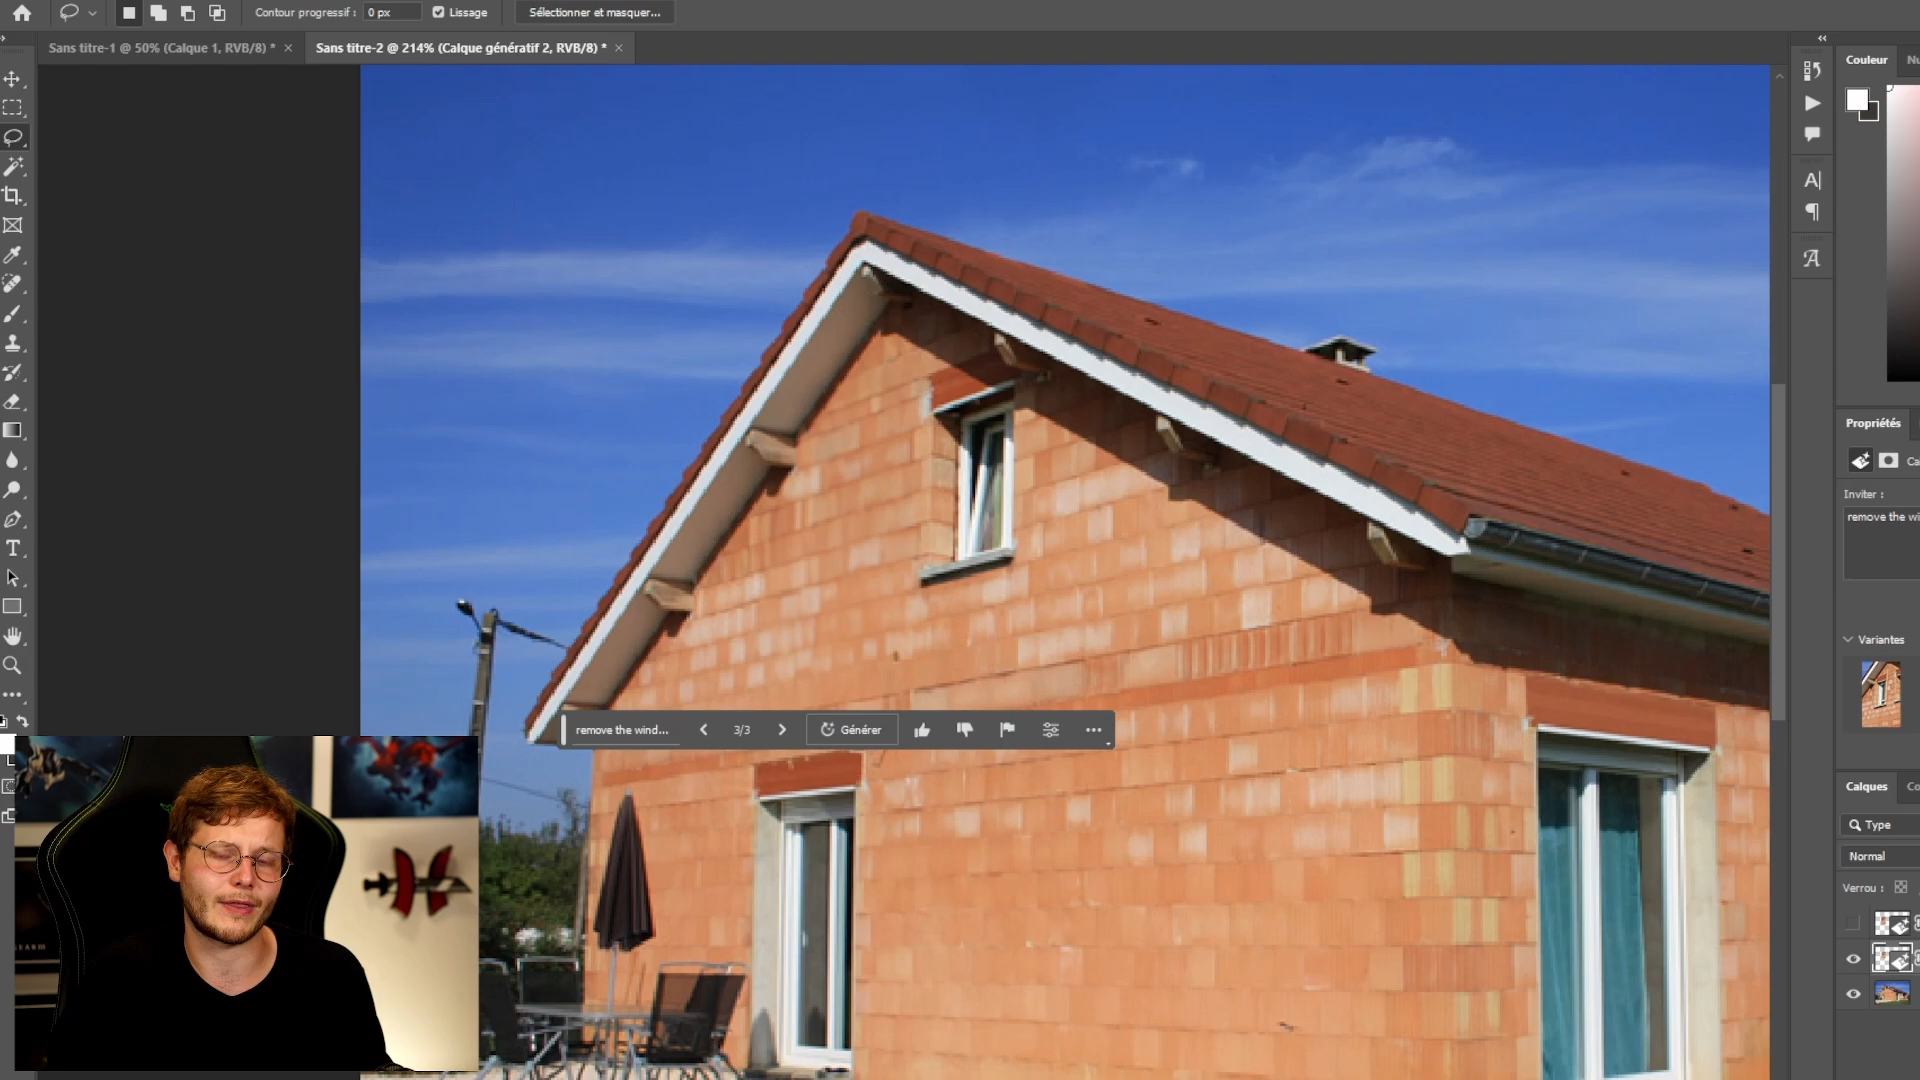 Contour progressif : 0 px Lissage Sélectionner et masquer...
Sans titre-1 @ 50% (Calque 1, RVB/8) * × Sans titre-2 @ 214% (Calque génératif 2, RVB/8) * ×
Couleur
Propriétés
Inviter :
remove the wi
Variantes
remove the wind... 3/3 Générer
Calques
Type
Normal
Verrou :